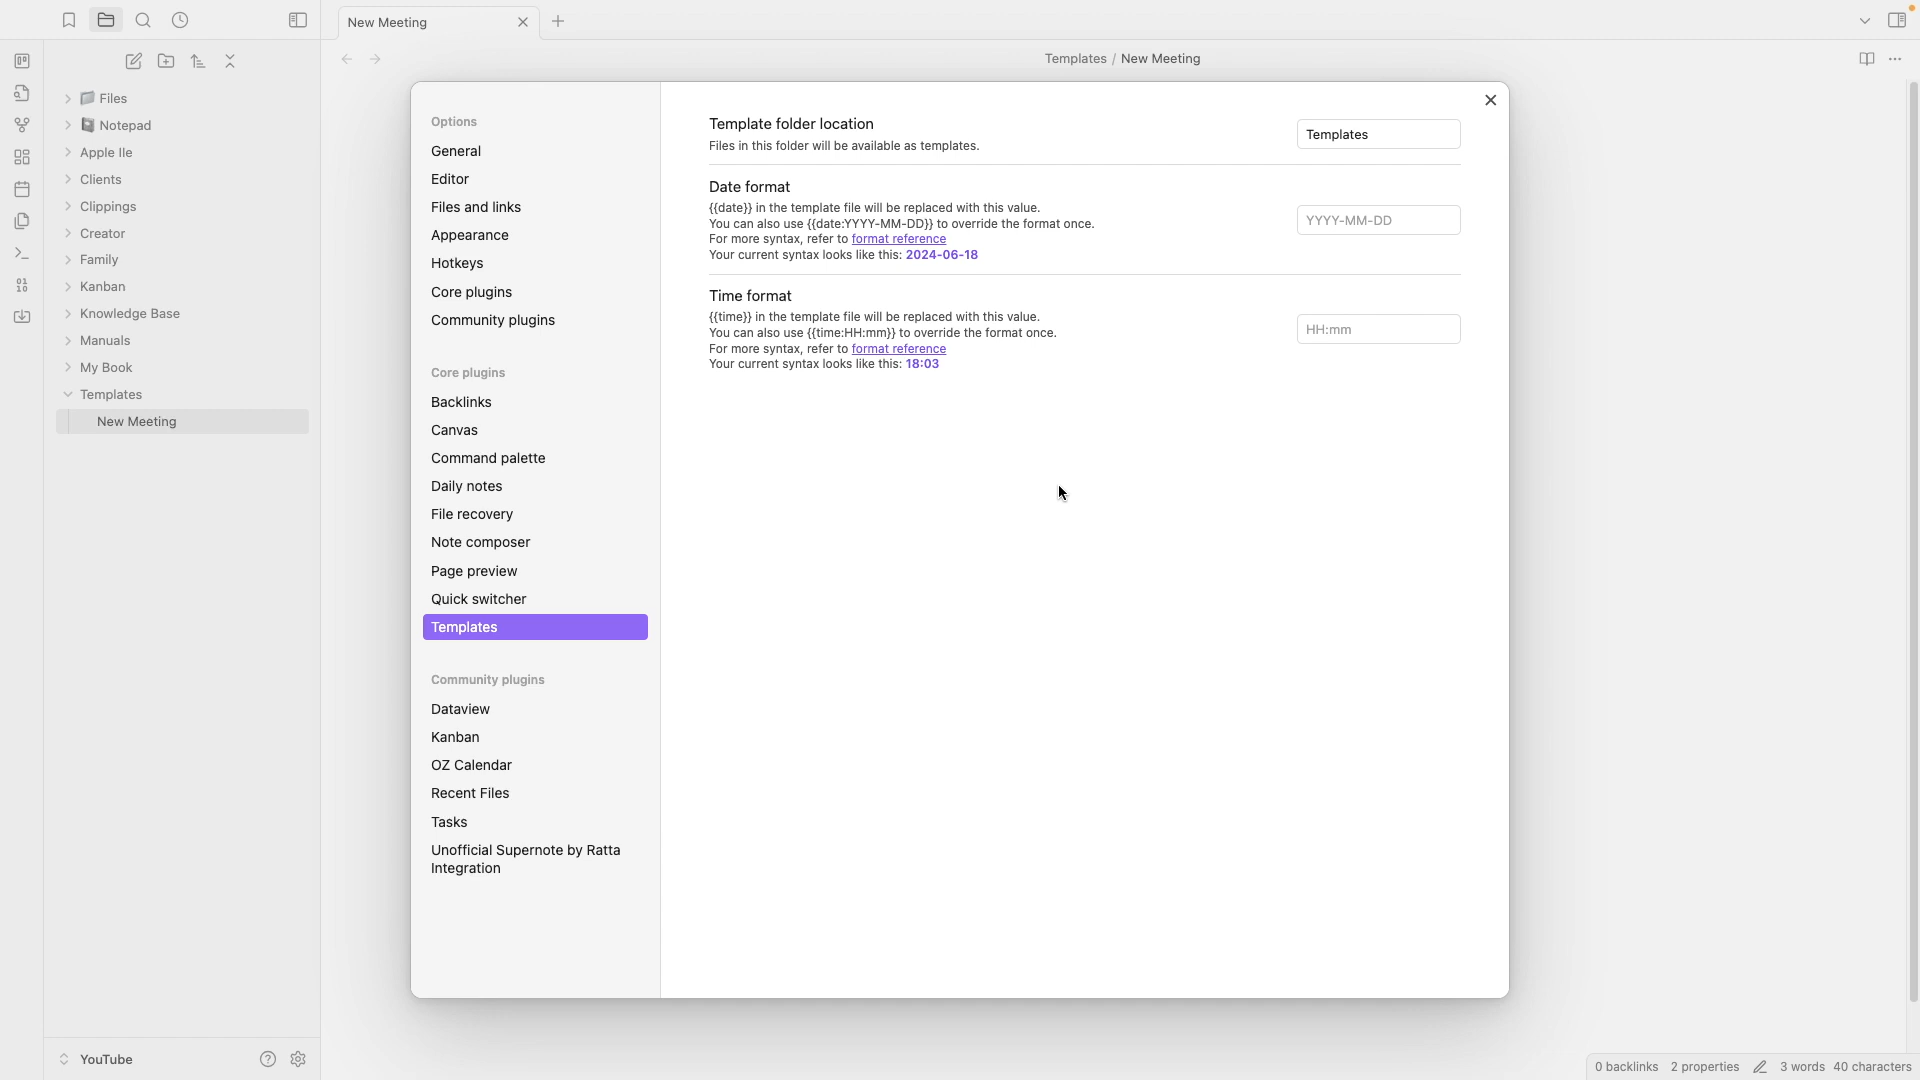 New Meeting
Templates / New Meeting
Files
Notepad
Apple IIe
Clients
Clippings
Creator
Family
Kanban
Knowledge Base
Manuals
My Book
Templates
New Meeting
YouTube
Options
General
Editor
Files and links
Appearance
Hotkeys
Core plugins
Community plugins
Core plugins
Backlinks
Canvas
Command palette
Daily notes
File recovery
Note composer
Page preview
Quick switcher
Templates
Community plugins
Dataview
Kanban
OZ Calendar
Recent Files
Tasks
Unofficial Supernote by Ratta
Integration
Template folder location
Files in this folder will be available as templates.
Templates
Date format
{{date}} in the template file will be replaced with this value.
You can also use {{date:YYYY-MM-DD}} to override the format once.
For more syntax, refer to format reference
Your current syntax looks like this: 2024-06-18
YYYY-MM-DD
Time format
{{time}} in the template file will be replaced with this value.
You can also use {{time:HH:mm}} to override the format once.
For more syntax, refer to format reference
Your current syntax looks like this: 18:03
HH:mm
0 backlinks 2 properties 3 words 40 characters